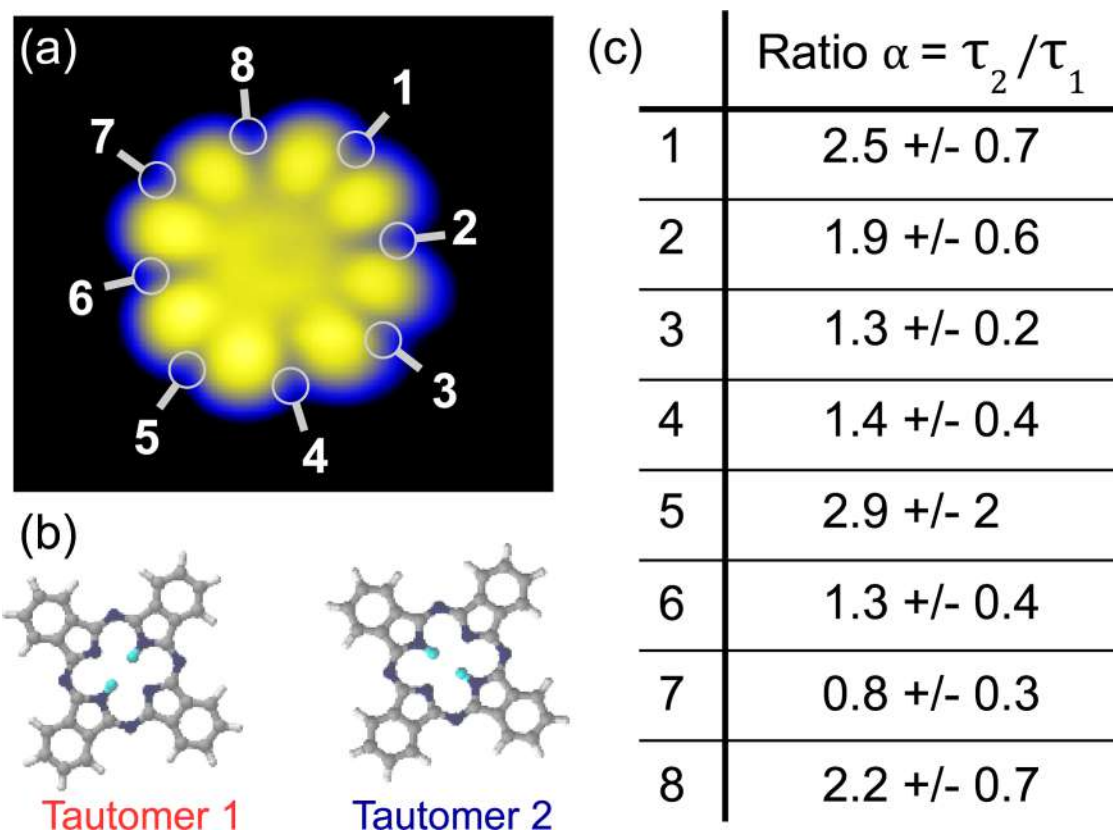 (a)
8
1
7
2
6
3
5
4
(b)
Tautomer 1
Tautomer 2
(c)
Ratio α = τ₂/τ₁
1 2.5 +/- 0.7
2 1.9 +/- 0.6
3 1.3 +/- 0.2
4 1.4 +/- 0.4
5 2.9 +/- 2
6 1.3 +/- 0.4
7 0.8 +/- 0.3
8 2.2 +/- 0.7